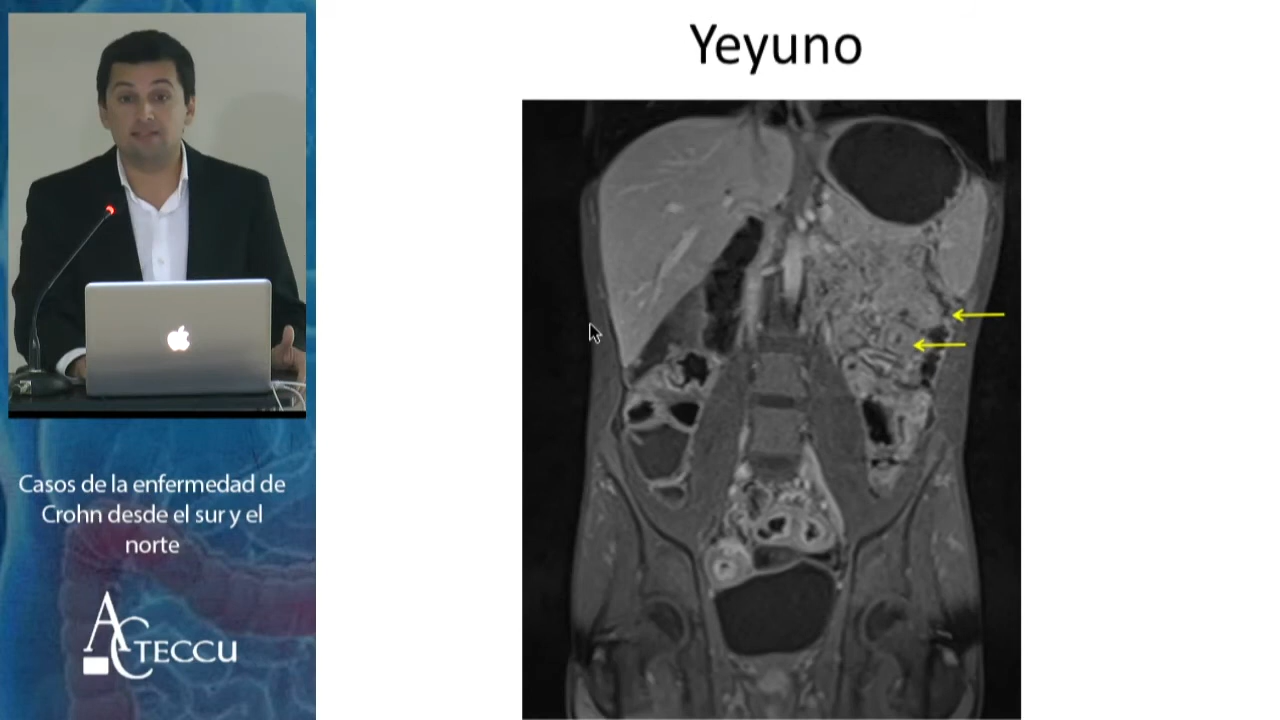 Yeyuno
Casos de la enfermedad de
Crohn desde el sur y el
norte
ACTECCU